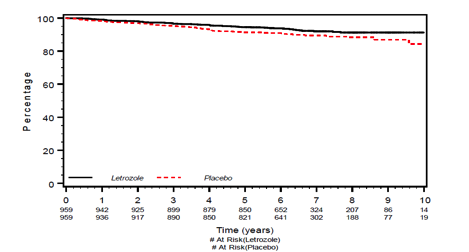 100
80
60
40
20
0
Percentage
Letrozole
Placebo
0 1 2 3 4 5 6 7 8 9 10
959 942 925 899 879 850 652 324 207 86 14
959 936 917 890 850 821 641 302 188 77 19
Time (years)
# At Risk(Letrozole)
# At Risk(Placebo)